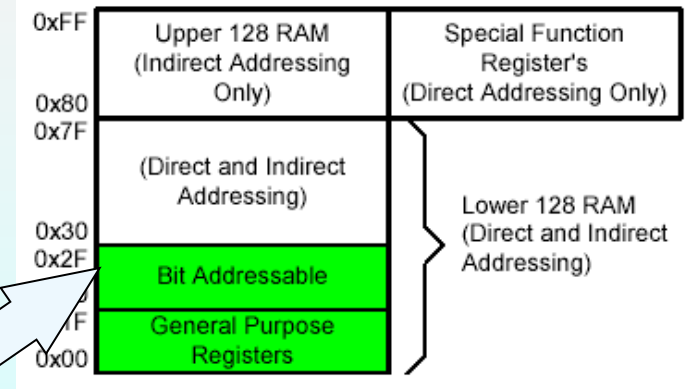 0xFF
Upper 128 RAM
(Indirect Addressing
Only)
Special Function
Register's
(Direct Addressing Only)
0x80
0x7F
(Direct and Indirect
Addressing)
Lower 128 RAM
(Direct and Indirect
Addressing)
0x30
0x2F
Bit Addressable
General Purpose
Registers
0x00